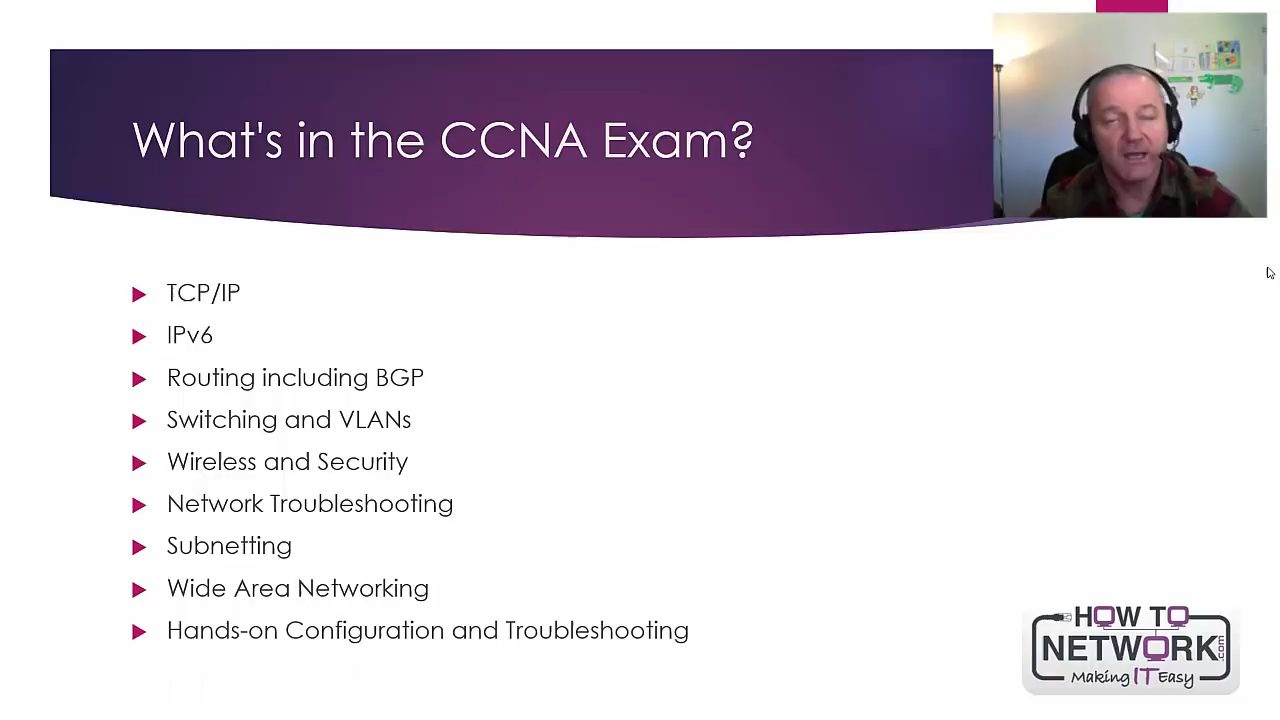 What's in the CCNA Exam?
TCP/IP
IPv6
Routing including BGP
Switching and VLANs
Wireless and Security
Network Troubleshooting
Subnetting
Wide Area Networking
Hands-on Configuration and Troubleshooting
HOW TO
NETWORK.com
Making IT Easy